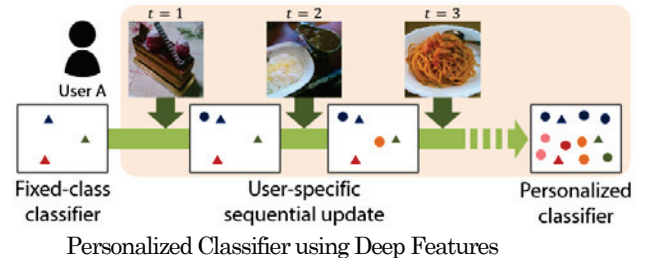 t = 1
t = 2
t = 3
User A
Fixed-class
classifier
User-specific
sequential update
Personalized
classifier
Personalized Classifier using Deep Features